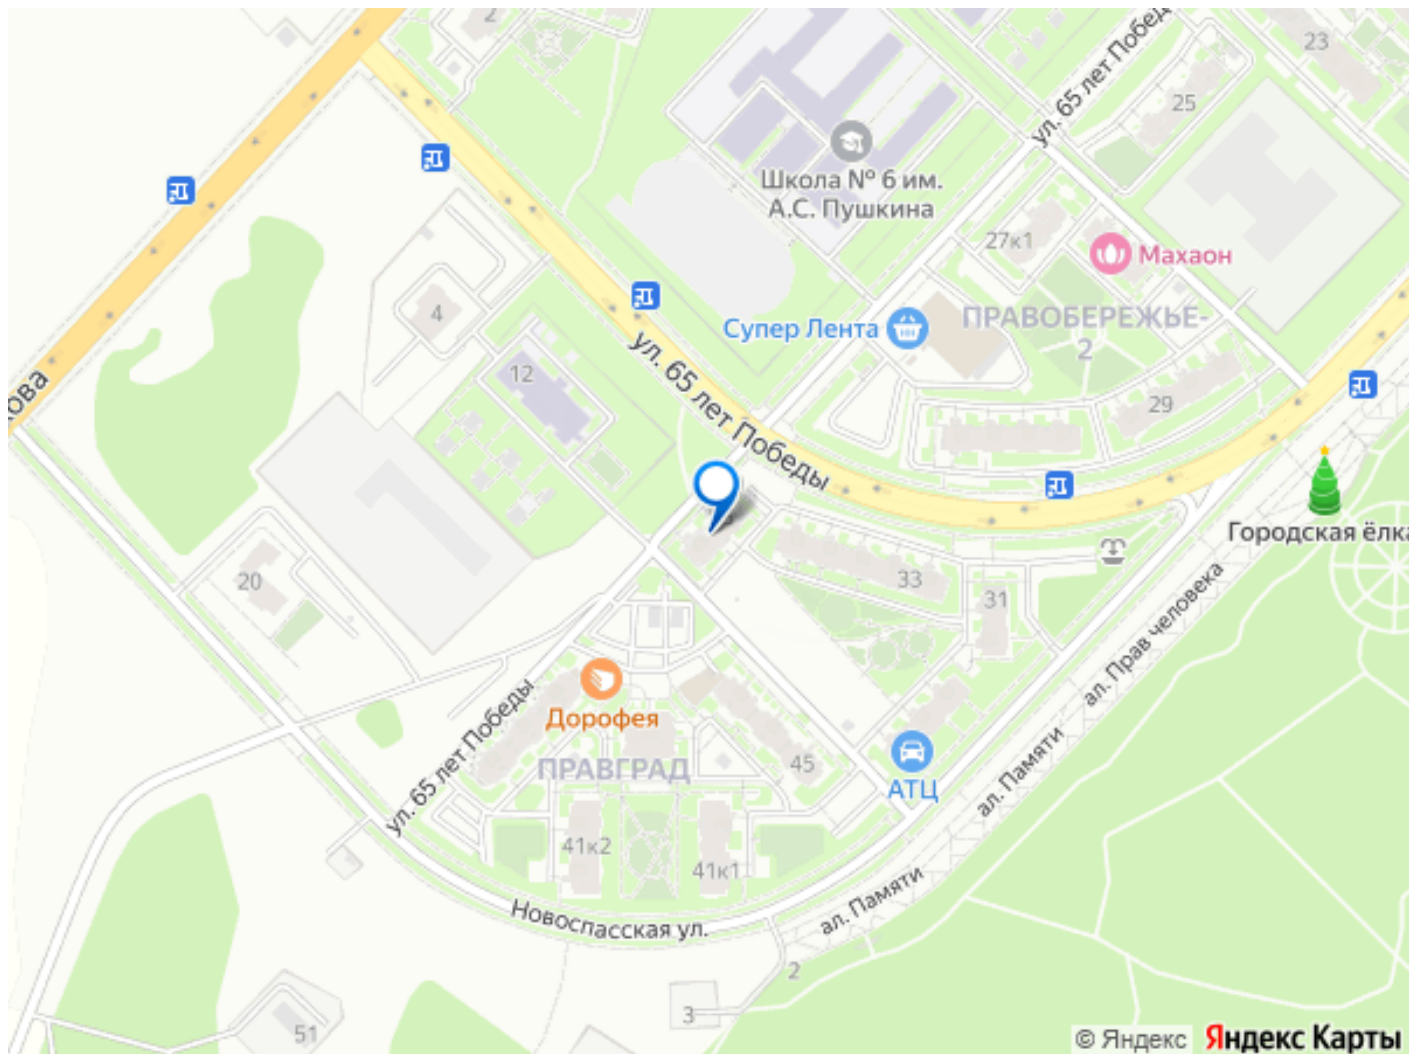 2
23
ул. 65 лет Побед
25
Школа № 6 им.
А.С. Пушкина
27к1
Махаон
4
Супер Лента
ПРАВОБЕРЕЖЬЕ-
2
ул. 65 лет Победы
12
29
кова
Городская ёлка
33
20
31
ал. Прав человека
Дорофея
ул. 65 лет Победы
ПРАВГРАД
45
АТЦ
ал. Памяти
41к2
41к1
Новоспасская ул.
ал. Памяти
2
3
51
© Яндекс Яндекс Карты